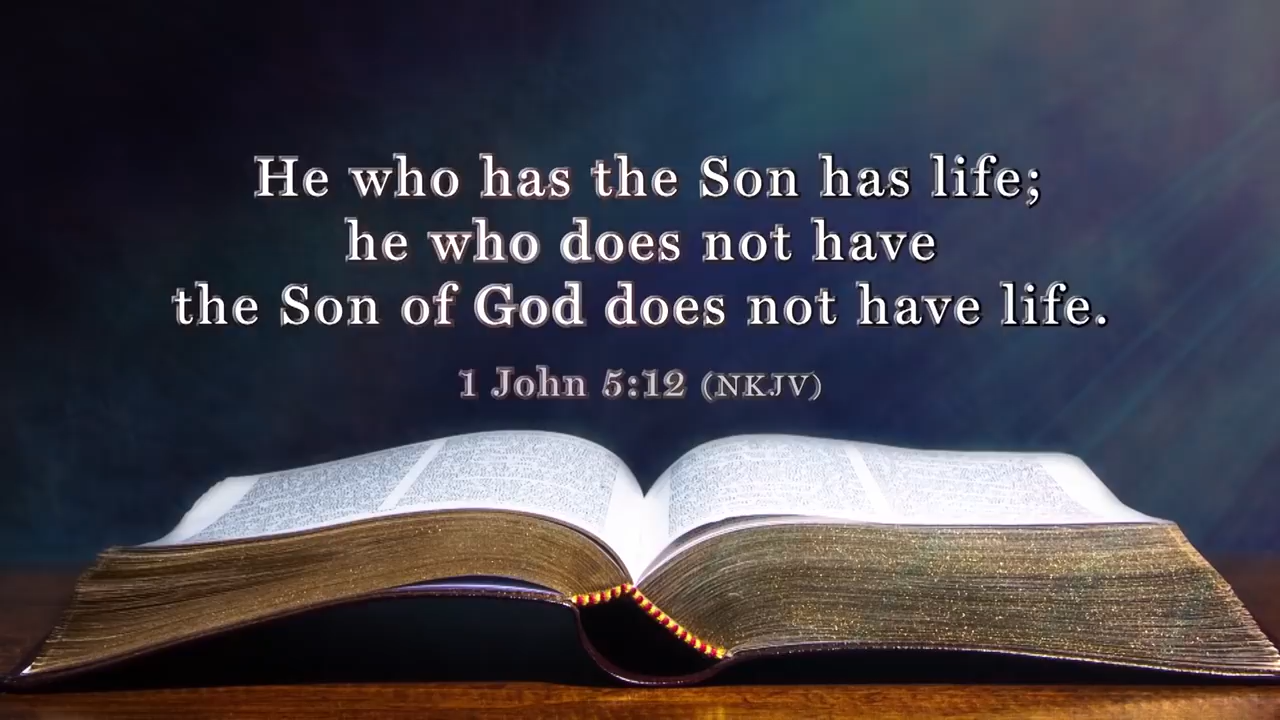 He who has the Son has life;
he who does not have
the Son of God does not have life.
1 John 5:12 (NKJV)